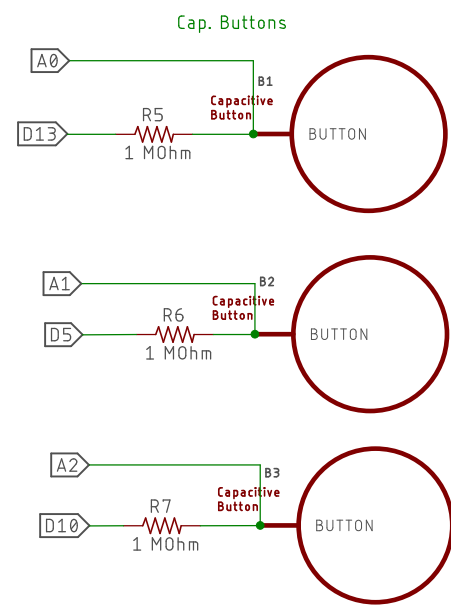 Cap. Buttons
A0
B1
Capacitive
Button
D13
R5
1 MOhm
BUTTON
A1
B2
Capacitive
Button
R6
D5
1 MOhm
BUTTON
A2
B3
Capacitive
Button
R7
D10
1 MOhm
BUTTON